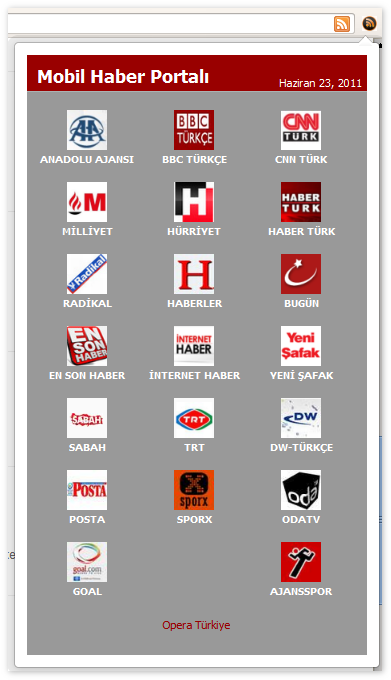 Mobil Haber Portalı
Haziran 23, 2011
AA
BBC TÜRKÇE
CNN TÜRK
ANADOLU AJANSI
BBC TÜRKÇE
CNN TÜRK
M
H
HABER TURK
MİLLİYET
HÜRRİYET
HABER TÜRK
Radikal
H
RADİKAL
HABERLER
BUGÜN
EN SON HABER
İNTERNET HABER
Yeni Şafak
EN SON HABER
İNTERNET HABER
YENİ ŞAFAK
SABAH
TRT
DW
SABAH
TRT
DW-TÜRKÇE
POSTA
sporx
oda
POSTA
SPORX
ODATV
goal.com
GOAL
AJANSSPOR
Opera Türkiye